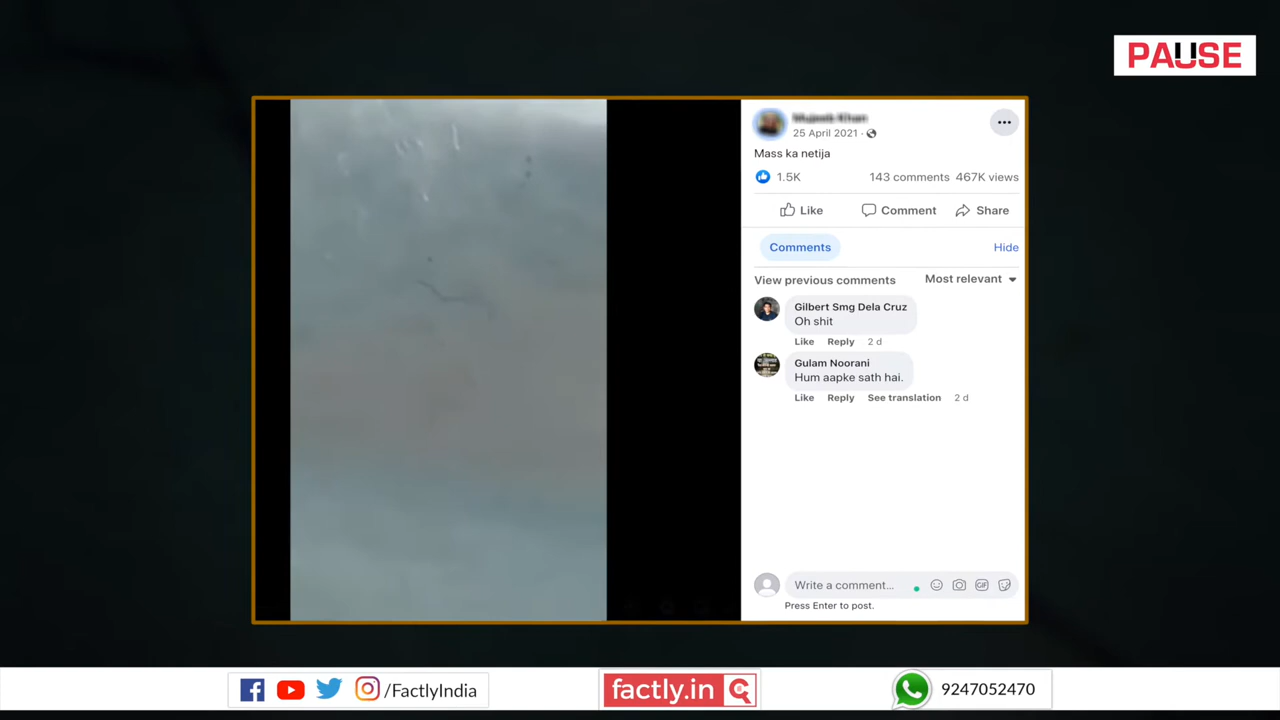 PAUSE
25 April 2021
Mass ka netija
1.5K 143 comments 467K views
Like Comment Share
Comments Hide
View previous comments Most relevant
Gilbert Smg Dela Cruz
Oh shit
Like Reply 2 d
Gulam Noorani
Hum aapke sath hai.
Like Reply See translation 2 d
Write a comment... GIF
Press Enter to post.
/FactlyIndia factly.in 9247052470